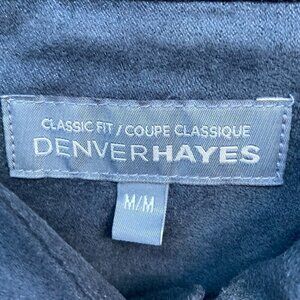 CLASSIC FIT / COUPE CLASSIQUE
DENVERHAYES
M/M